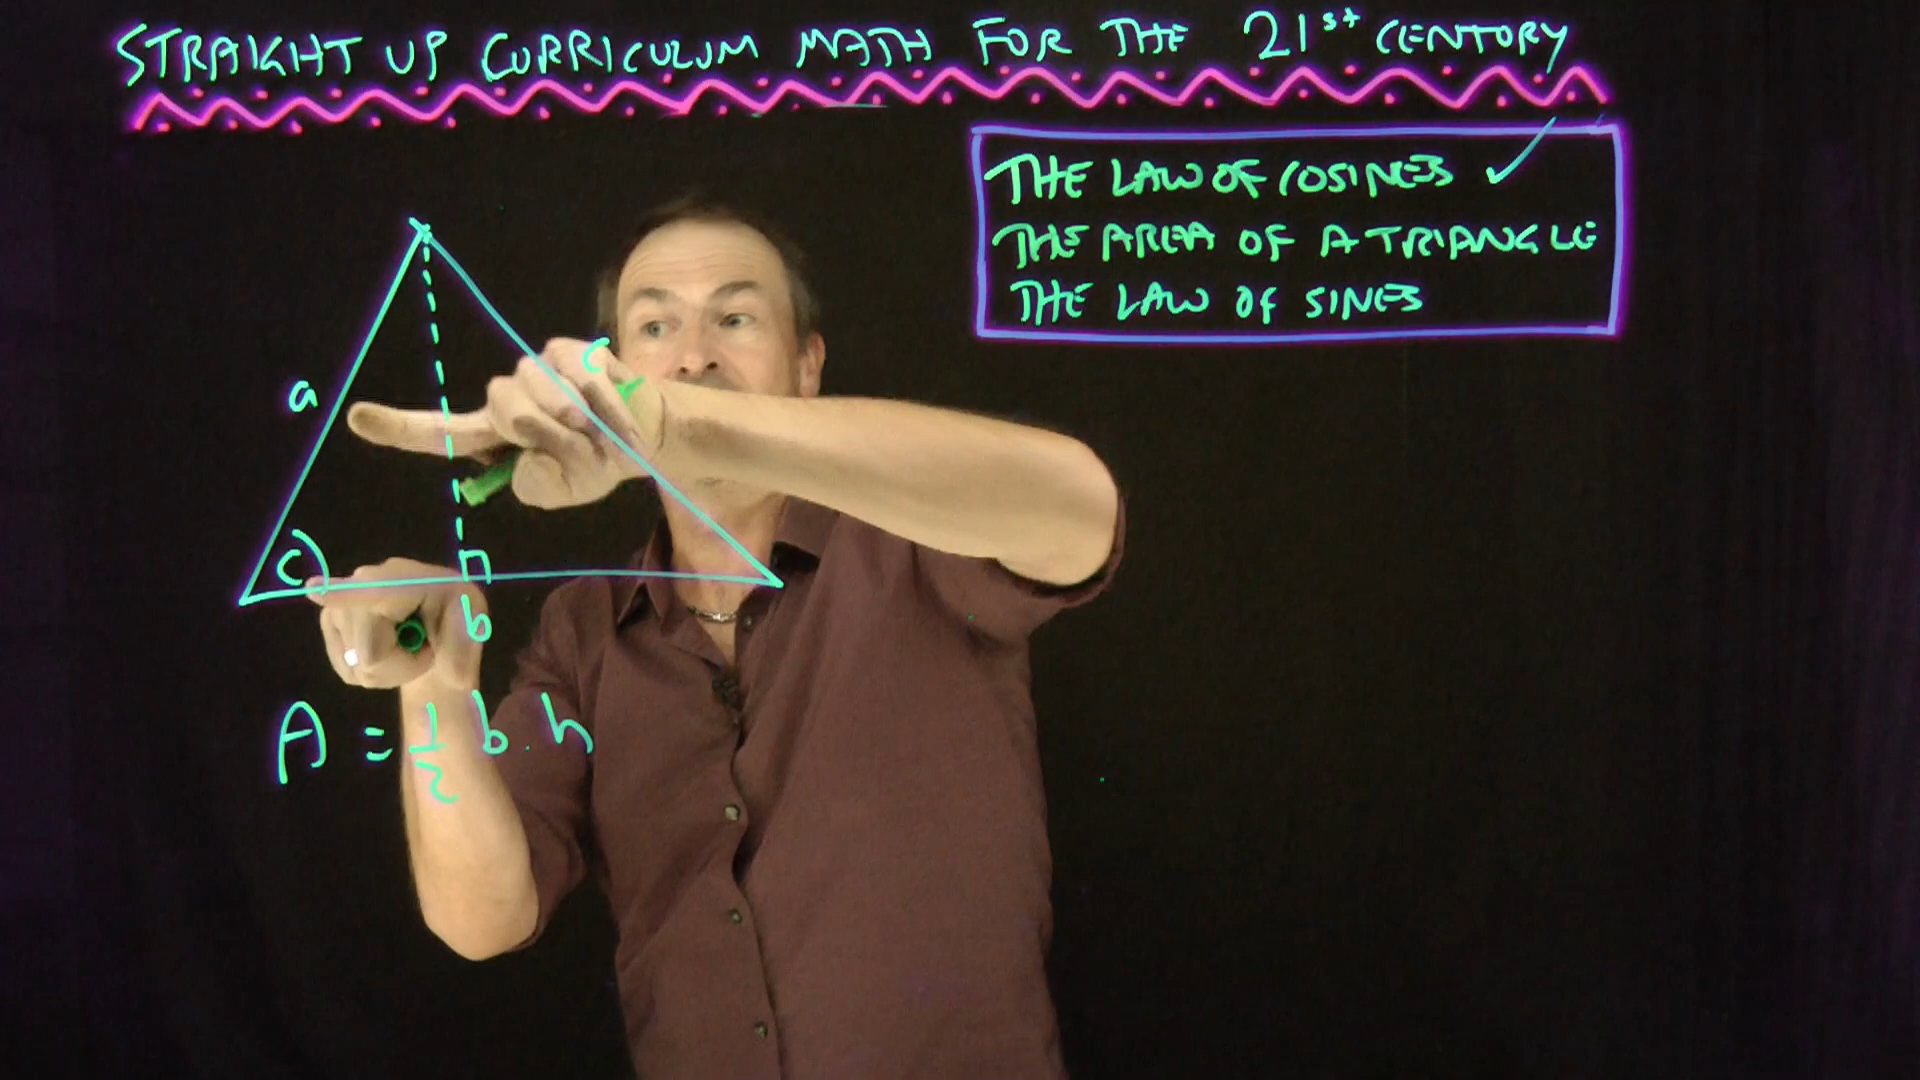 STRAIGHT UP CURRICULUM MATH FOR THE 21st CENTORY
THE LAW OF COSINES ✓
THE AREA OF A TRIANGLE
THE LAW OF SINES
c
a
C
b
A = 1/2 b . h